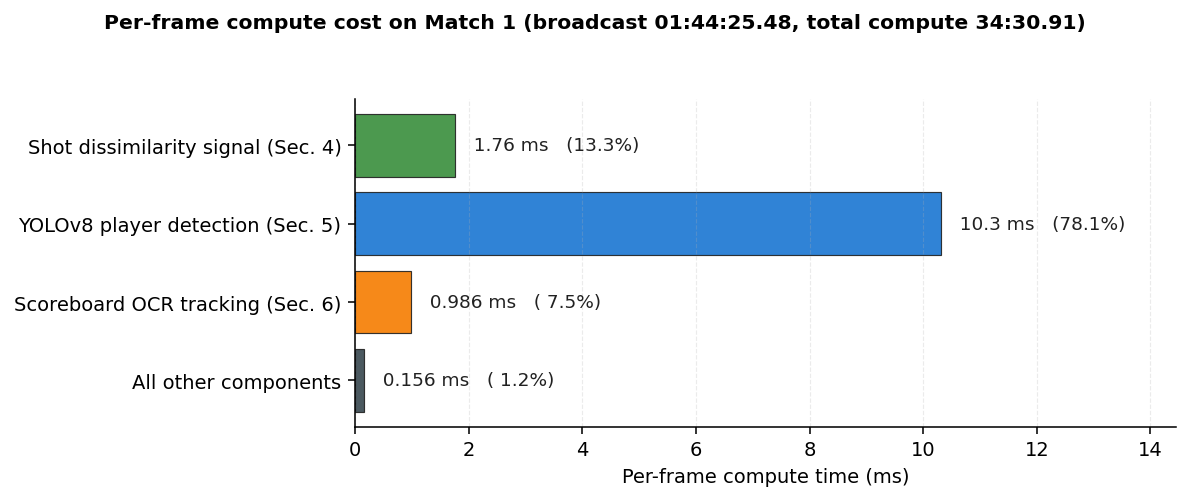 Per-frame compute cost on Match 1 (broadcast 01:44:25.48, total compute 34:30.91)
Shot dissimilarity signal (Sec. 4)
1.76 ms (13.3%)
YOLOv8 player detection (Sec. 5)
10.3 ms (78.1%)
Scoreboard OCR tracking (Sec. 6)
0.986 ms ( 7.5%)
All other components
0.156 ms ( 1.2%)
0 2 4 6 8 10 12 14
Per-frame compute time (ms)